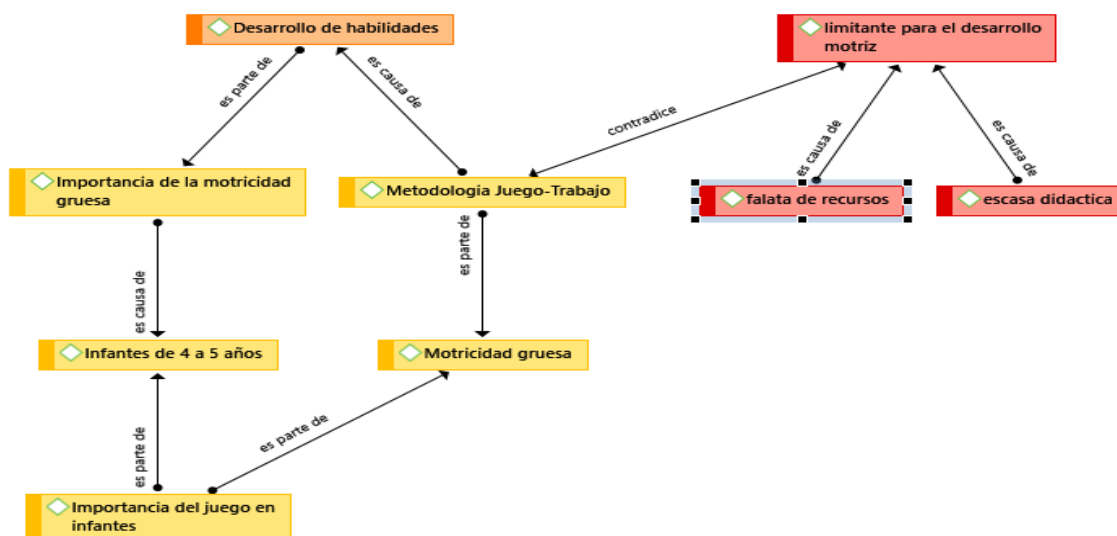 Desarrollo de habilidades
limitante para el desarrollo
motriz
es parte de
es causa de
contradice
es causa de
es causa de
Importancia de la motricidad
gruesa
Metodologia Juego-Trabajo
falata de recursos
escasa didactica
es causa de
es parte de
Infantes de 4 a 5 años
Motricidad gruesa
es parte de
es parte de
Importancia del juego en
infantes